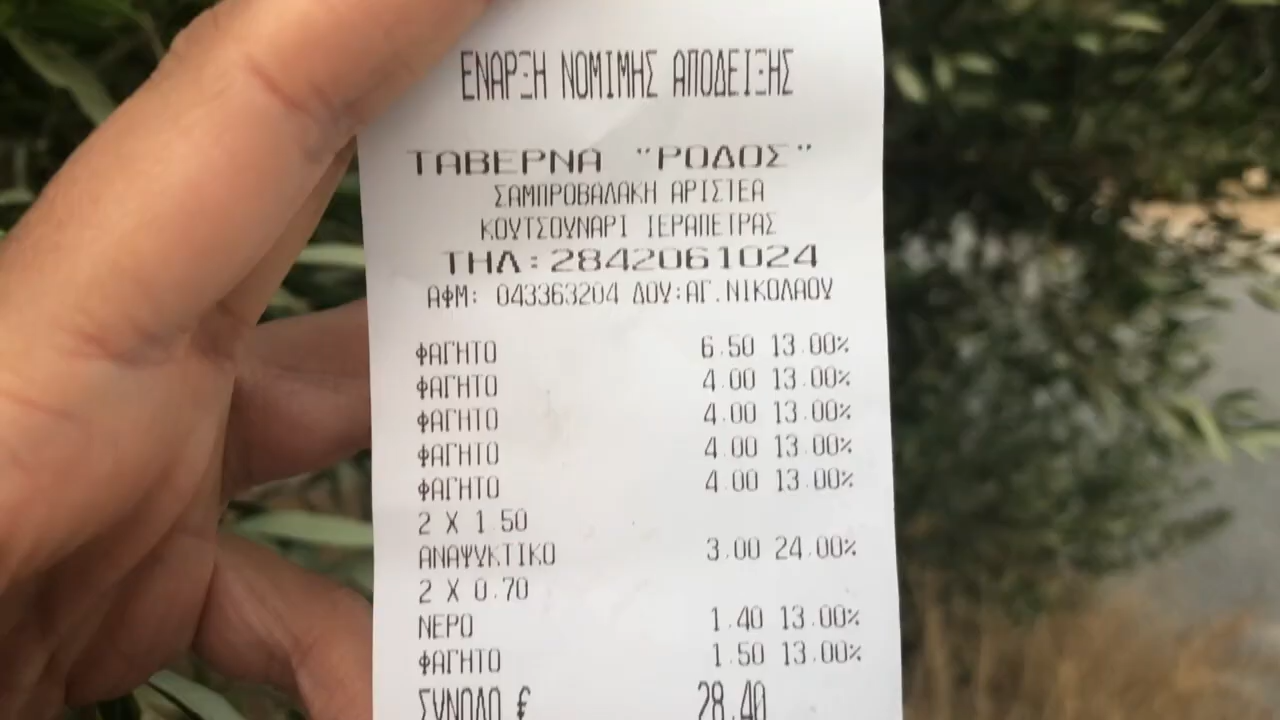 ΕΝΑΡΞΗ ΝΟΜΙΜΗΣ ΑΠΟΔΕΙΞΗΣ
ΤΑΒΕΡΝΑ "ΡΟΔΟΣ"
ΣΑΜΠΡΟΒΑΛΑΚΗ ΑΡΙΣΤΕΑ
ΚΟΥΤΣΟΥΝΑΡΙ ΙΕΡΑΠΕΤΡΑΣ
ΤΗΛ:2842061024
ΑΦΜ: 043363204 ΔΟΥ:ΑΓ.ΝΙΚΟΛΑΟΥ
ΦΑΓΗΤΟ 6.50 13.00%
ΦΑΓΗΤΟ 4.00 13.00%
ΦΑΓΗΤΟ 4.00 13.00%
ΦΑΓΗΤΟ 4.00 13.00%
ΦΑΓΗΤΟ 4.00 13.00%
2 X 1.50
ΑΝΑΨΥΚΤΙΚΟ 3.00 24.00%
2 X 0.70
ΝΕΡΟ 1.40 13.00%
ΦΑΓΗΤΟ 1.50 13.00%
ΣΥΝΟΛΟ € 28.40